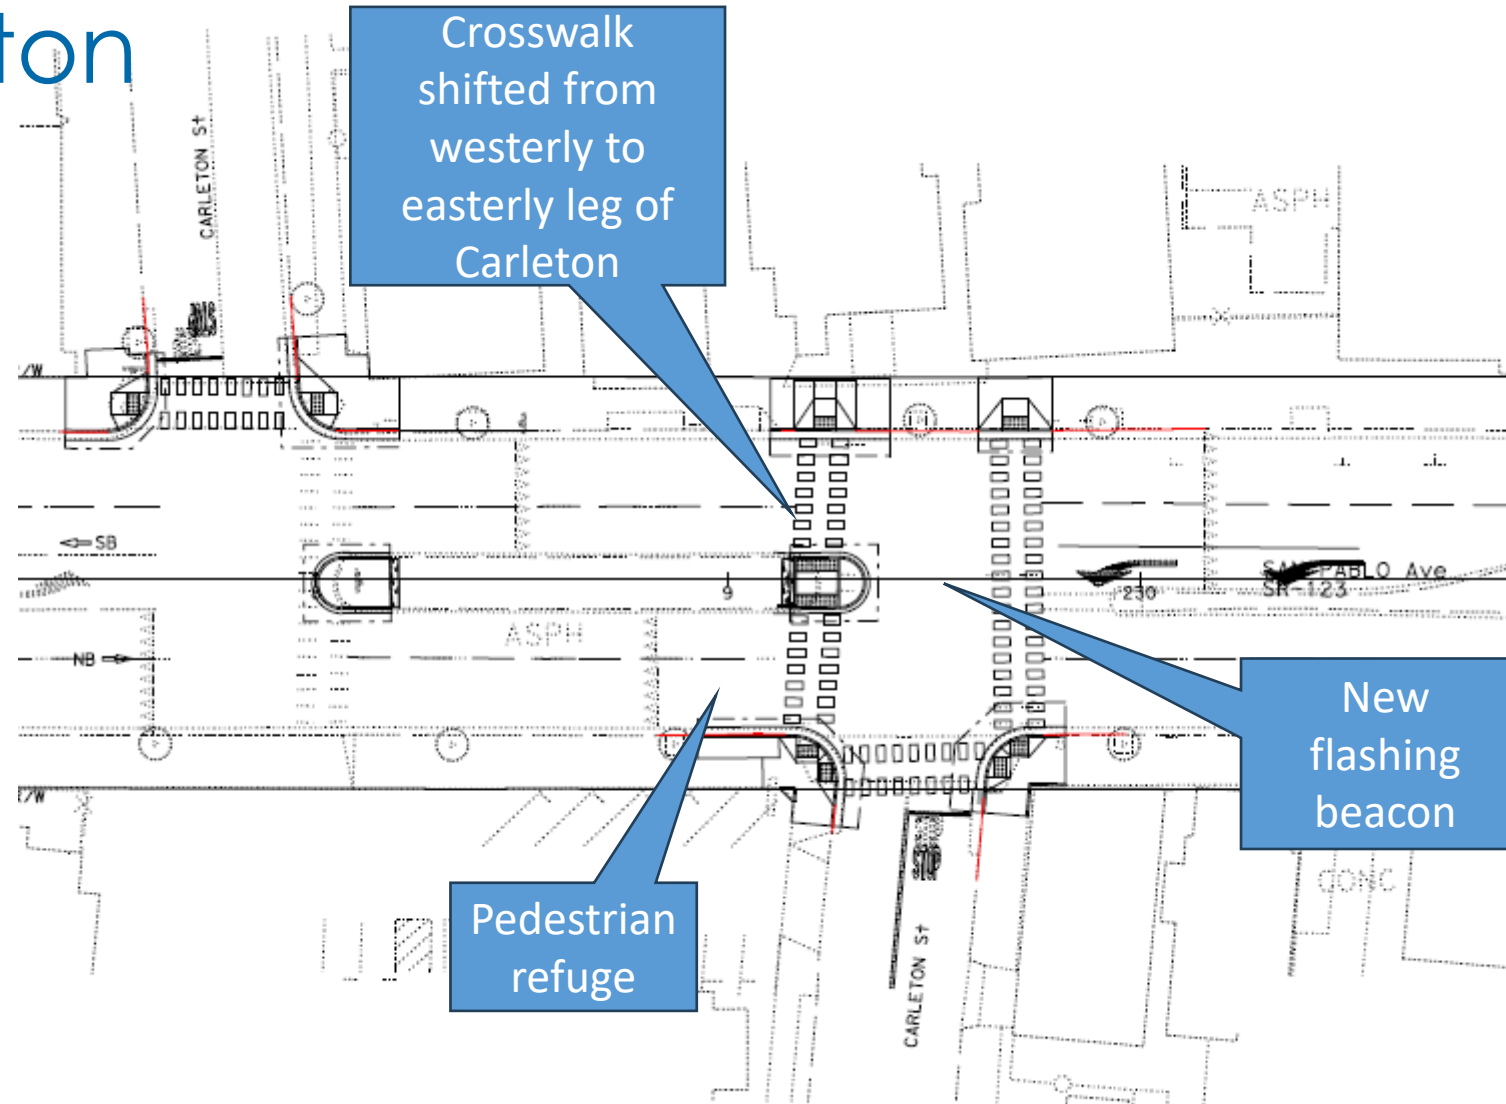 ton
Crosswalk
shifted from
westerly to
easterly leg of
Carleton
CARLETON St
ASPH
/W
SB
9
230
SAN PABLO Ave
SR-123
ASPH
NB
/W
New
flashing
beacon
Pedestrian
refuge
CARLETON St
CONC